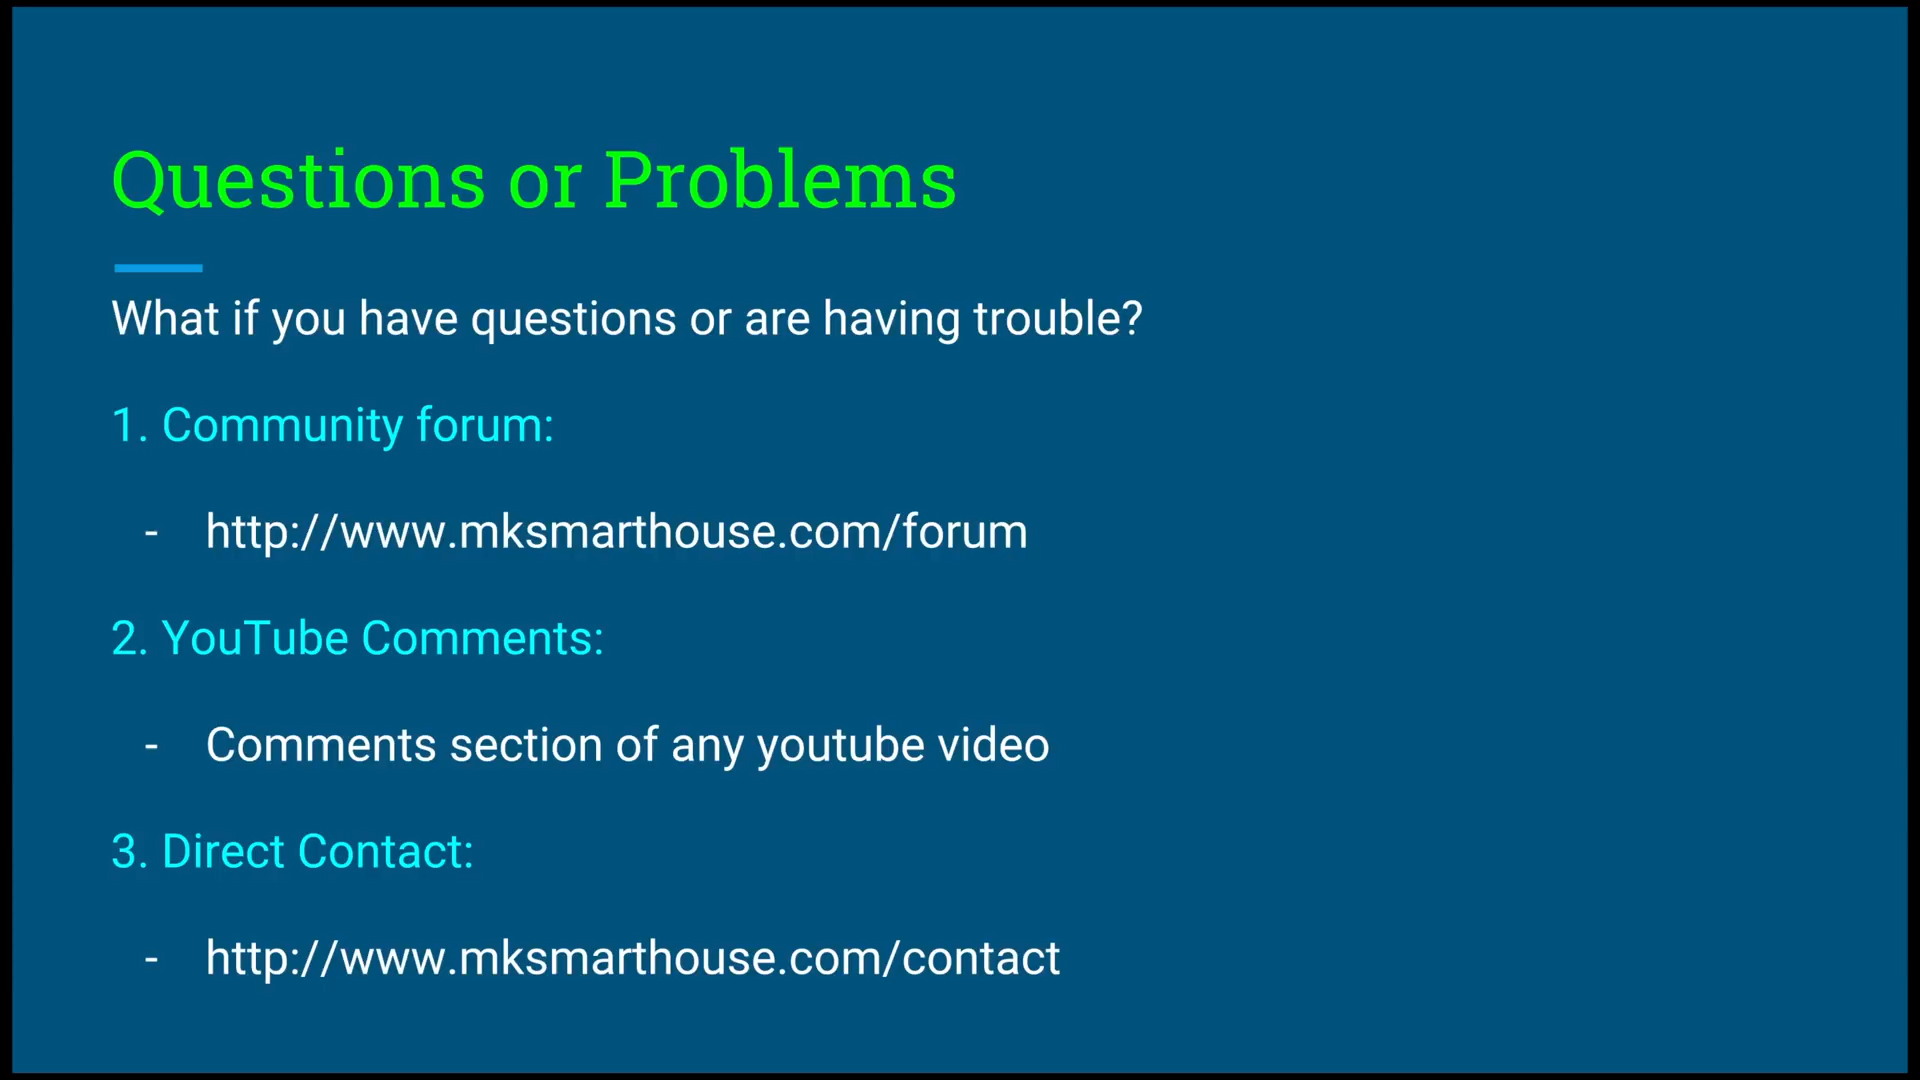 Questions or Problems
What if you have questions or are having trouble?
1. Community forum:
- http://www.mksmarthouse.com/forum
2. YouTube Comments:
- Comments section of any youtube video
3. Direct Contact:
- http://www.mksmarthouse.com/contact